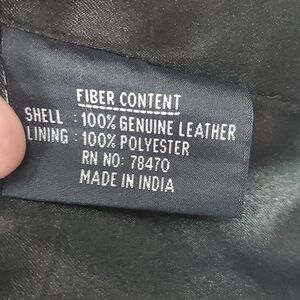 FIBER CONTENT
SHELL : 100% GENUINE LEATHER
LINING : 100% POLYESTER
RN NO: 78470
MADE IN INDIA